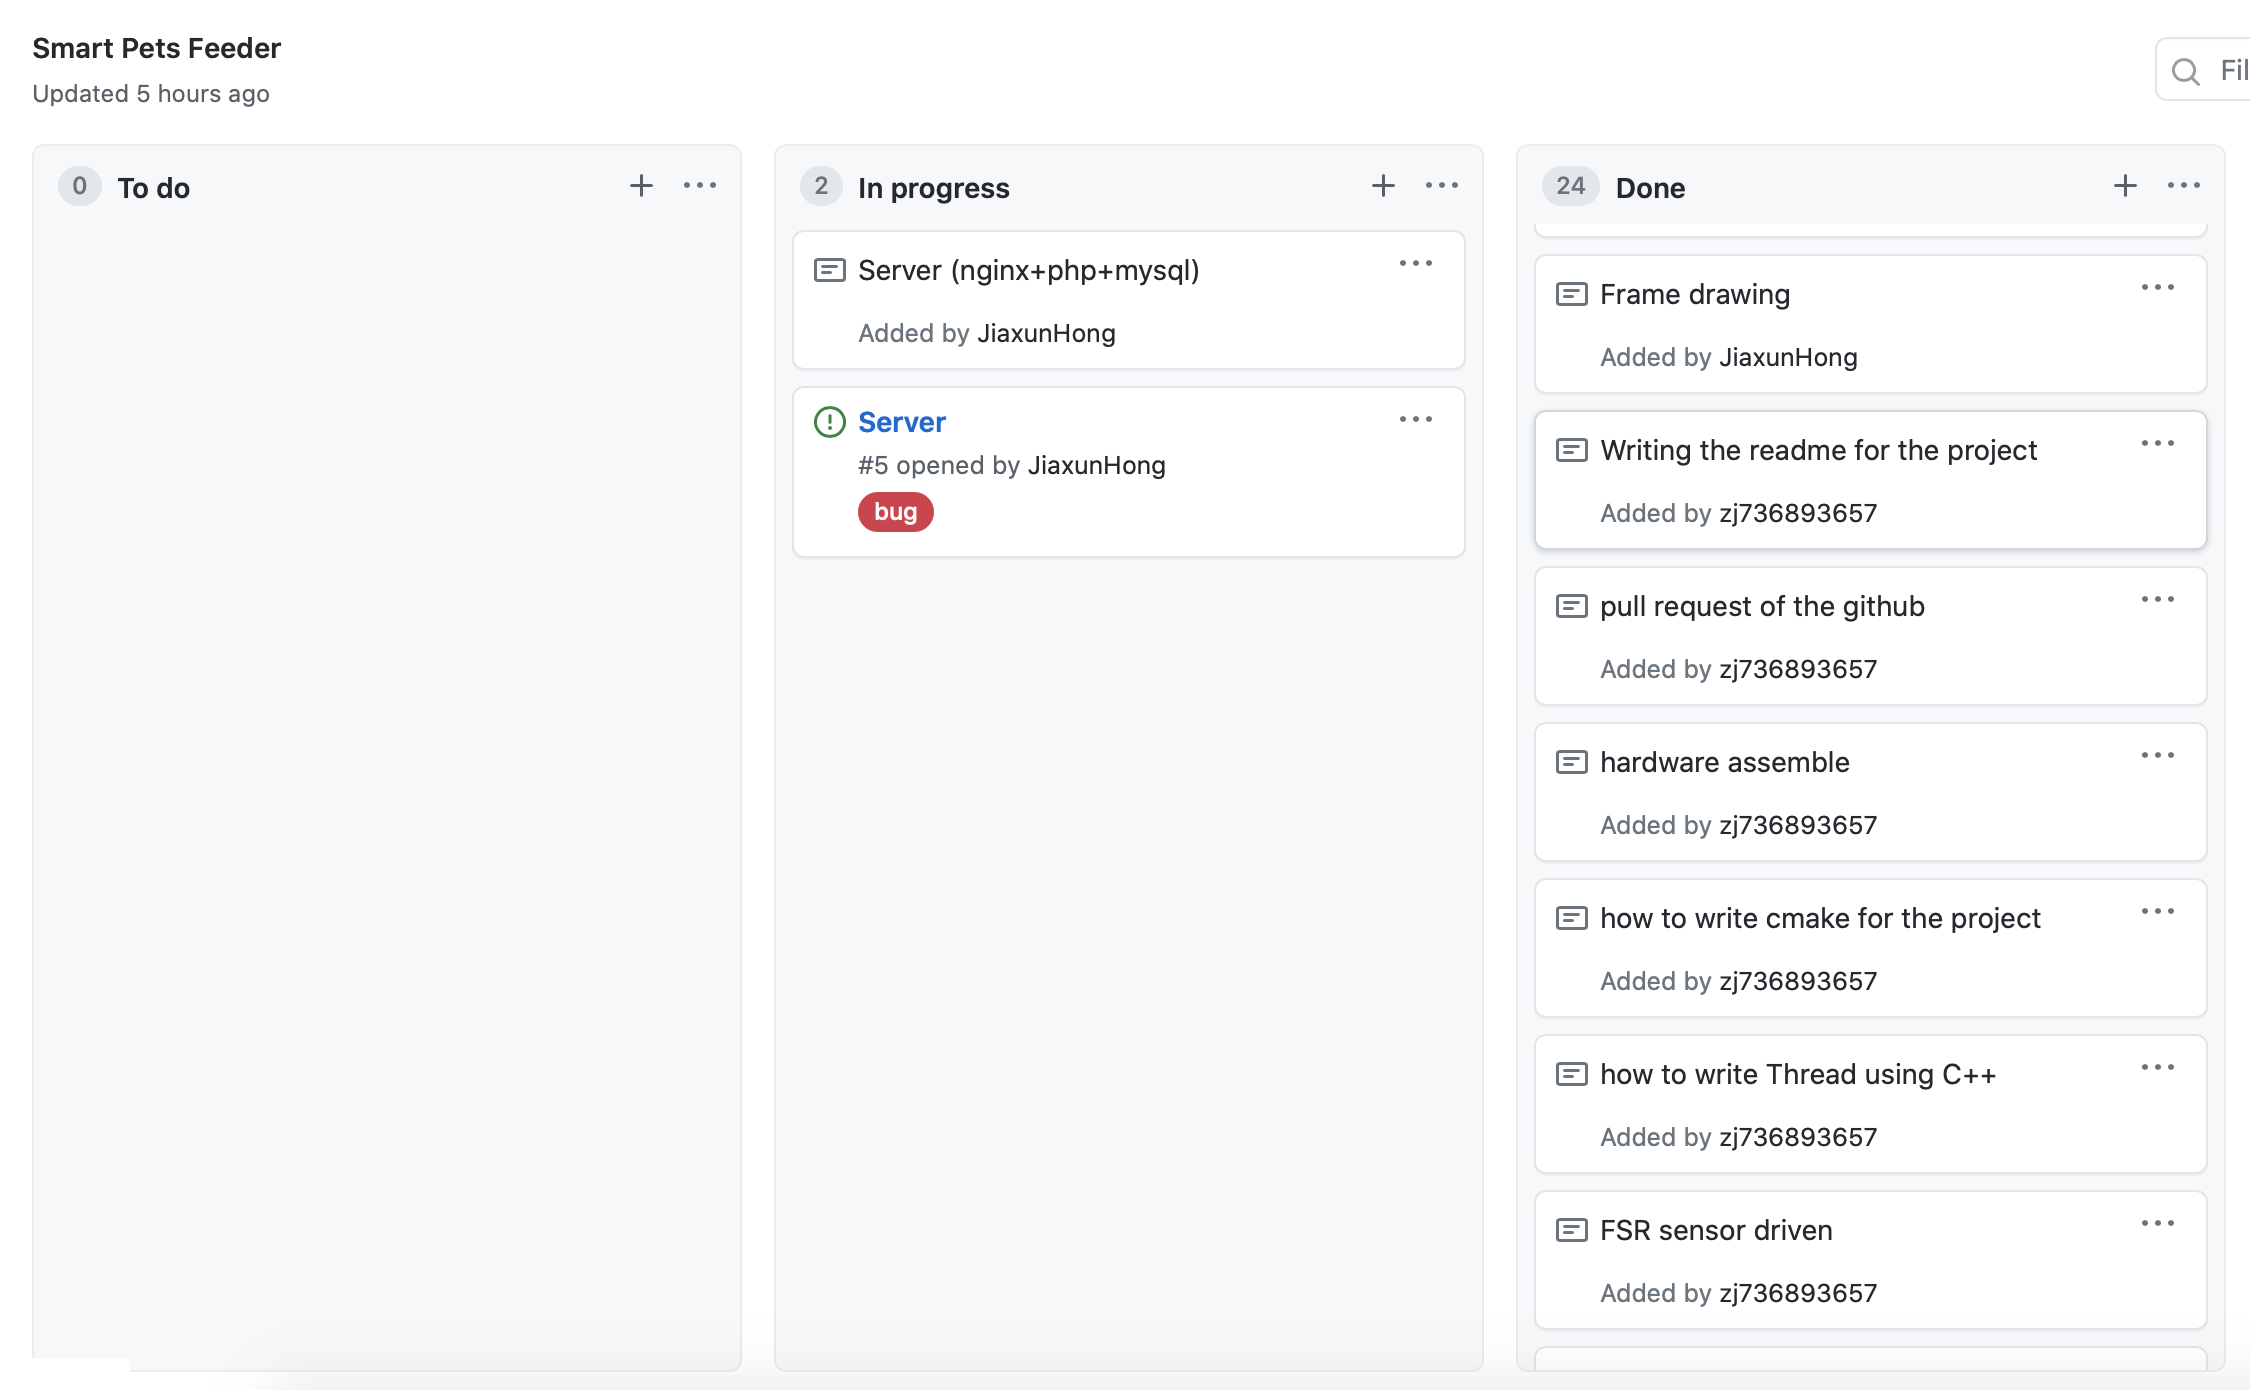 Smart Pets Feeder
Updated 5 hours ago
Fil
0 To do
2 In progress
Server (nginx+php+mysql)
Added by JiaxunHong
Server
#5 opened by JiaxunHong
bug
24 Done
Frame drawing
Added by JiaxunHong
Writing the readme for the project
Added by zj736893657
pull request of the github
Added by zj736893657
hardware assemble
Added by zj736893657
how to write cmake for the project
Added by zj736893657
how to write Thread using C++
Added by zj736893657
FSR sensor driven
Added by zj736893657